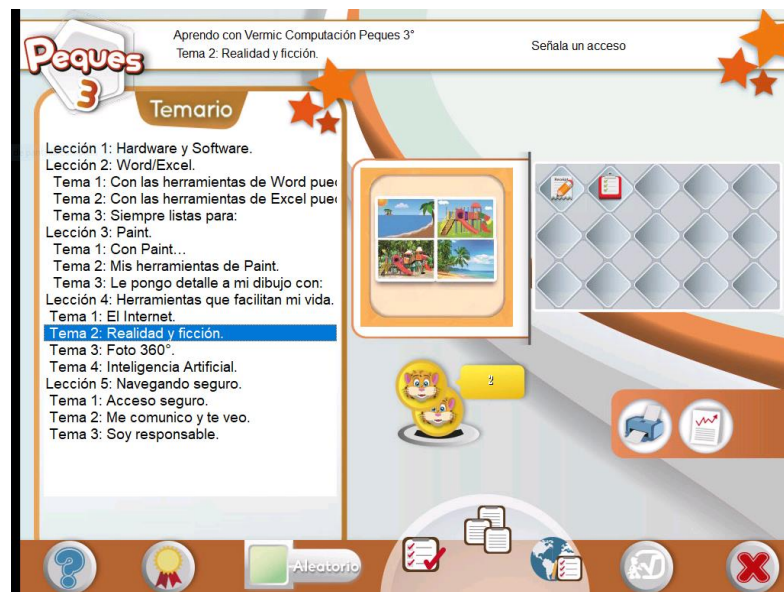 Peques
3
Aprendo con Vermic Computación Peques 3°
Tema 2: Realidad y ficción.
Señala un acceso
Temario
Lección 1: Hardware y Software.
Lección 2: Word/Excel.
Tema 1: Con las herramientas de Word pued
Tema 2: Con las herramientas de Excel pued
Tema 3: Siempre listas para:
Lección 3: Paint.
Tema 1: Con Paint…
Tema 2: Mis herramientas de Paint.
Tema 3: Le pongo detalle a mi dibujo con:
Lección 4: Herramientas que facilitan mi vida.
Tema 1: El Internet.
Tema 2: Realidad y ficción.
Tema 3: Foto 360°.
Tema 4: Inteligencia Artificial.
Lección 5: Navegando seguro.
Tema 1: Acceso seguro.
Tema 2: Me comunico y te veo.
Tema 3: Soy responsable.
2
Aleatorio